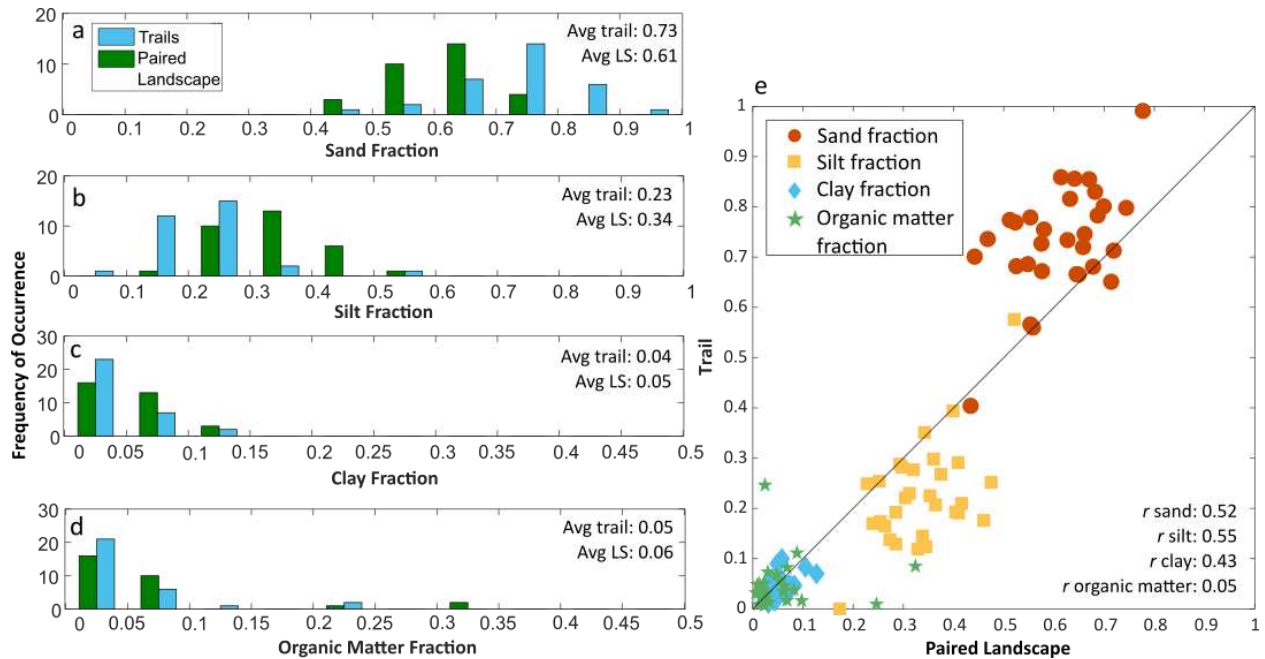 a
Trails
Paired
Landscape
Avg trail: 0.73
Avg LS: 0.61
20
10
0
0 0.1 0.2 0.3 0.4 0.5 0.6 0.7 0.8 0.9 1
Sand Fraction
b
Avg trail: 0.23
Avg LS: 0.34
20
10
0
0 0.1 0.2 0.3 0.4 0.5 0.6 0.7 0.8 0.9 1
Silt Fraction
Frequency of Occurrence
c
Avg trail: 0.04
Avg LS: 0.05
30
20
10
0
0 0.05 0.1 0.15 0.2 0.25 0.3 0.35 0.4 0.45 0.5
Clay Fraction
d
Avg trail: 0.05
Avg LS: 0.06
30
20
10
0
0 0.05 0.1 0.15 0.2 0.25 0.3 0.35 0.4 0.45 0.5
Organic Matter Fraction
e
Sand fraction
Silt fraction
Clay fraction
Organic matter
fraction
1
0.9
0.8
0.7
0.6
0.5
0.4
0.3
0.2
0.1
0
Trail
r sand: 0.52
r silt: 0.55
r clay: 0.43
r organic matter: 0.05
0 0.1 0.2 0.3 0.4 0.5 0.6 0.7 0.8 0.9 1
Paired Landscape